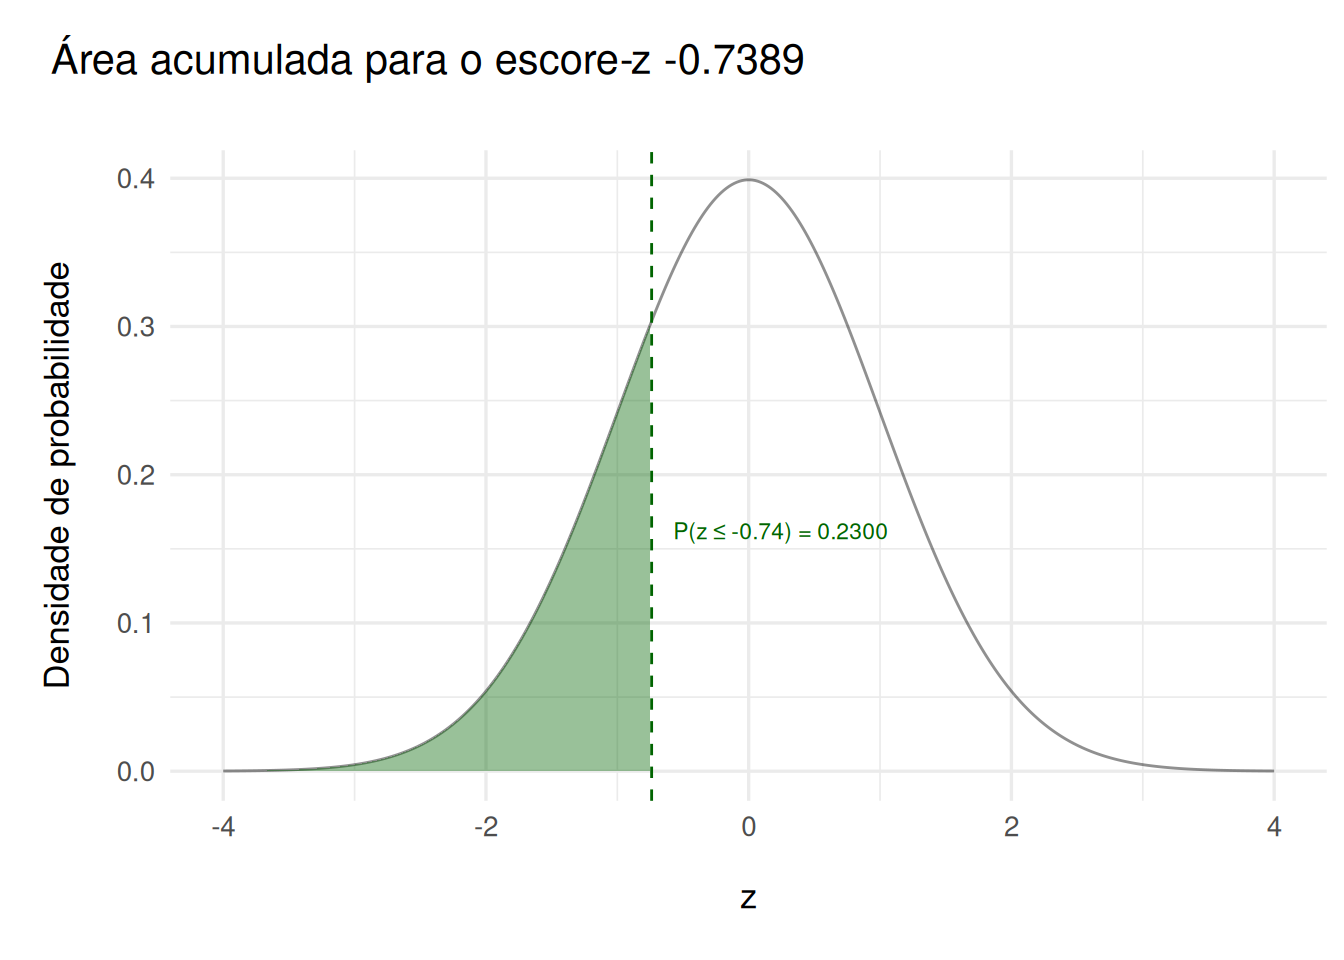 Área acumulada para o escore-z -0.7389
Densidade de probabilidade
0.4
0.3
0.2
0.1
0.0
P(z ≤ -0.74) = 0.2300
-4 -2 0 2 4
z